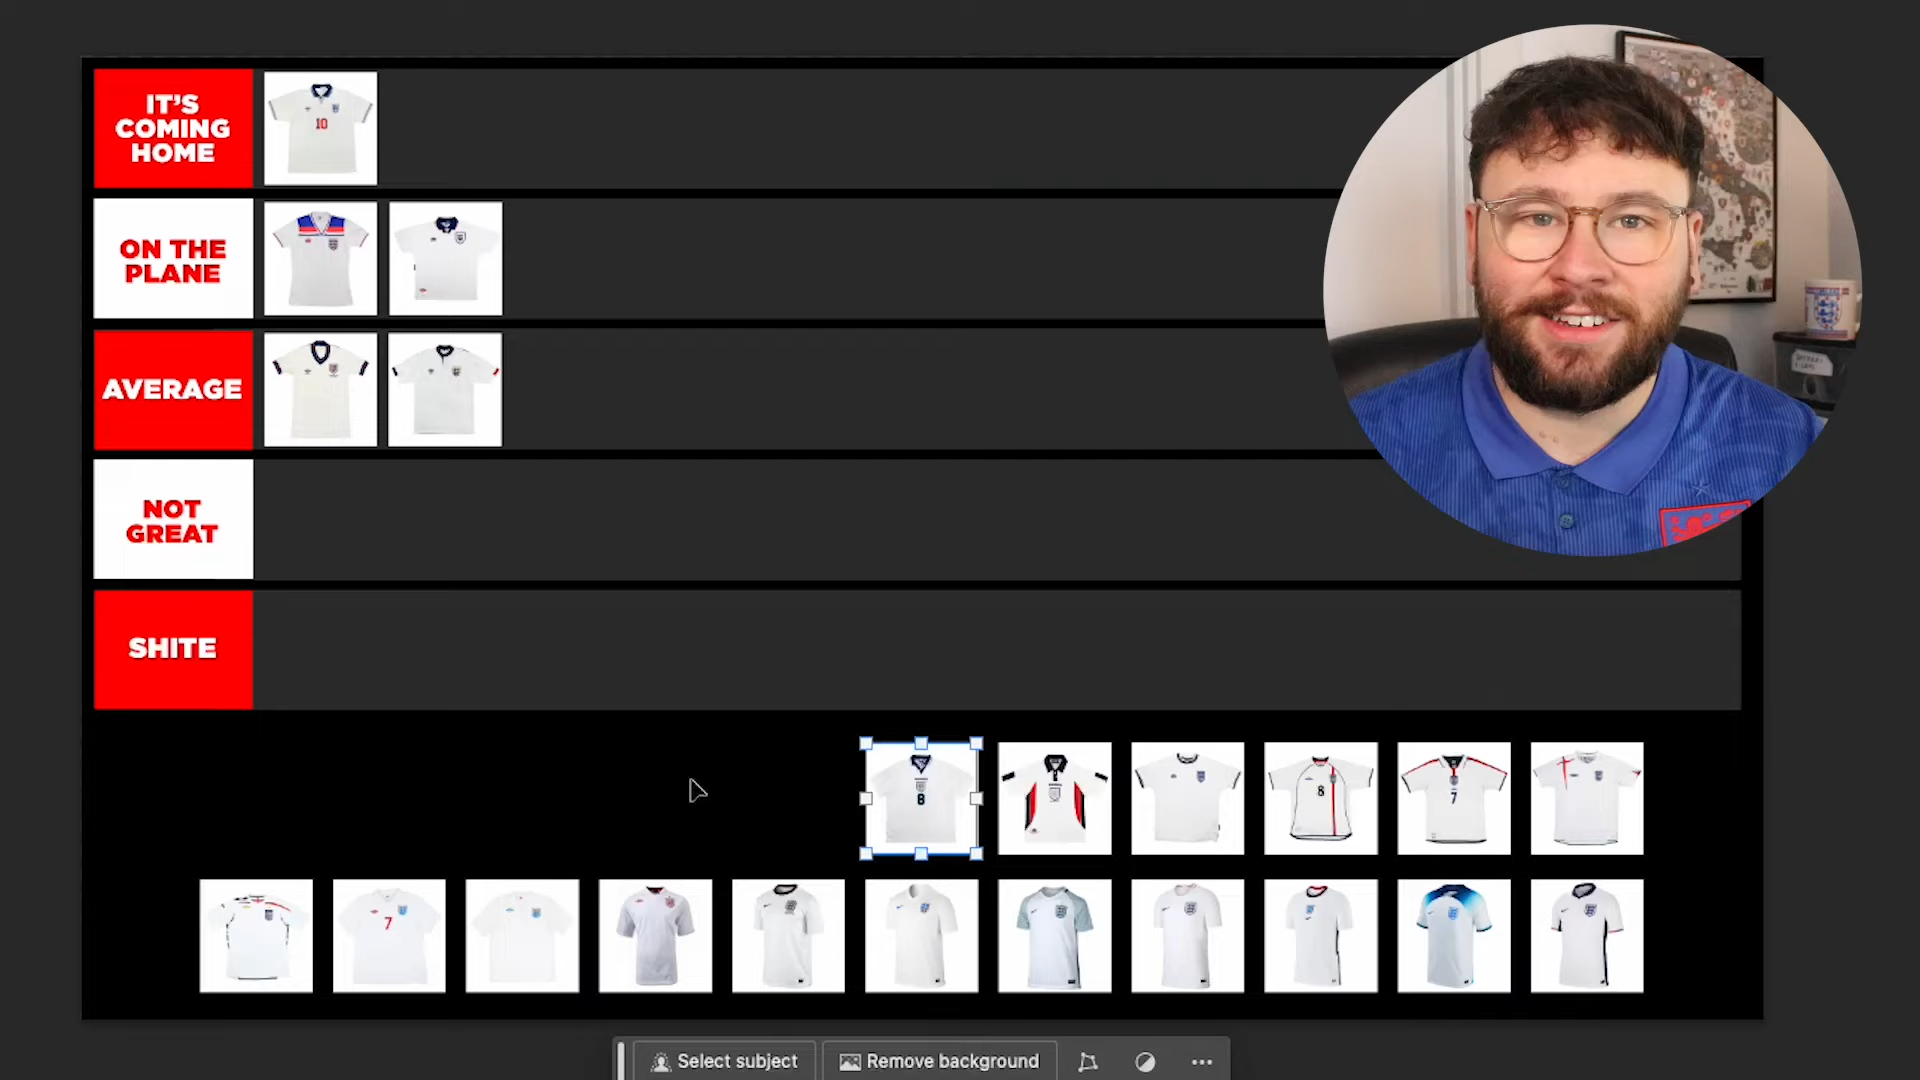 IT'S
COMING
HOME
10
ON THE
PLANE
AVERAGE
NOT
GREAT
SHITE
8
8
7
7
Select subject
Remove background